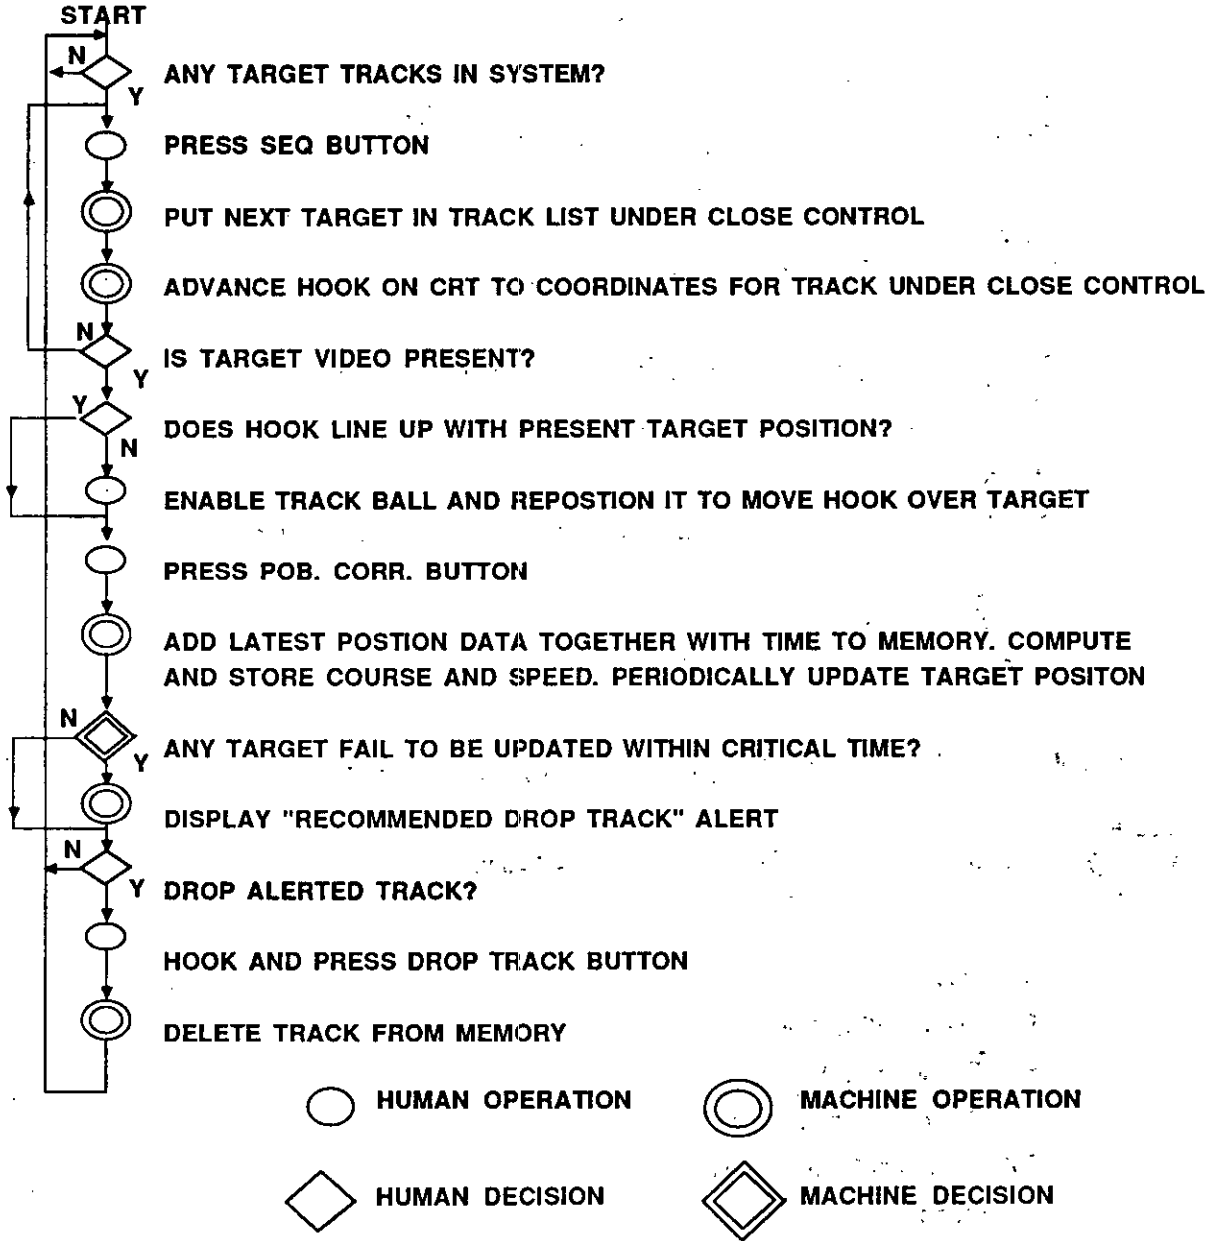 START
N
ANY TARGET TRACKS IN SYSTEM?
Y
PRESS SEQ BUTTON
PUT NEXT TARGET IN TRACK LIST UNDER CLOSE CONTROL
ADVANCE HOOK ON CRT TO COORDINATES FOR TRACK UNDER CLOSE CONTROL
N
IS TARGET VIDEO PRESENT?
Y
Y
DOES HOOK LINE UP WITH PRESENT TARGET POSITION?
N
ENABLE TRACK BALL AND REPOSTION IT TO MOVE HOOK OVER TARGET
PRESS POB. CORR. BUTTON
ADD LATEST POSTION DATA TOGETHER WITH TIME TO MEMORY. COMPUTE
AND STORE COURSE AND SPEED. PERIODICALLY UPDATE TARGET POSITON
N
ANY TARGET FAIL TO BE UPDATED WITHIN CRITICAL TIME?
Y
DISPLAY "RECOMMENDED DROP TRACK" ALERT
N
Y
DROP ALERTED TRACK?
HOOK AND PRESS DROP TRACK BUTTON
DELETE TRACK FROM MEMORY
HUMAN OPERATION
MACHINE OPERATION
HUMAN DECISION
MACHINE DECISION